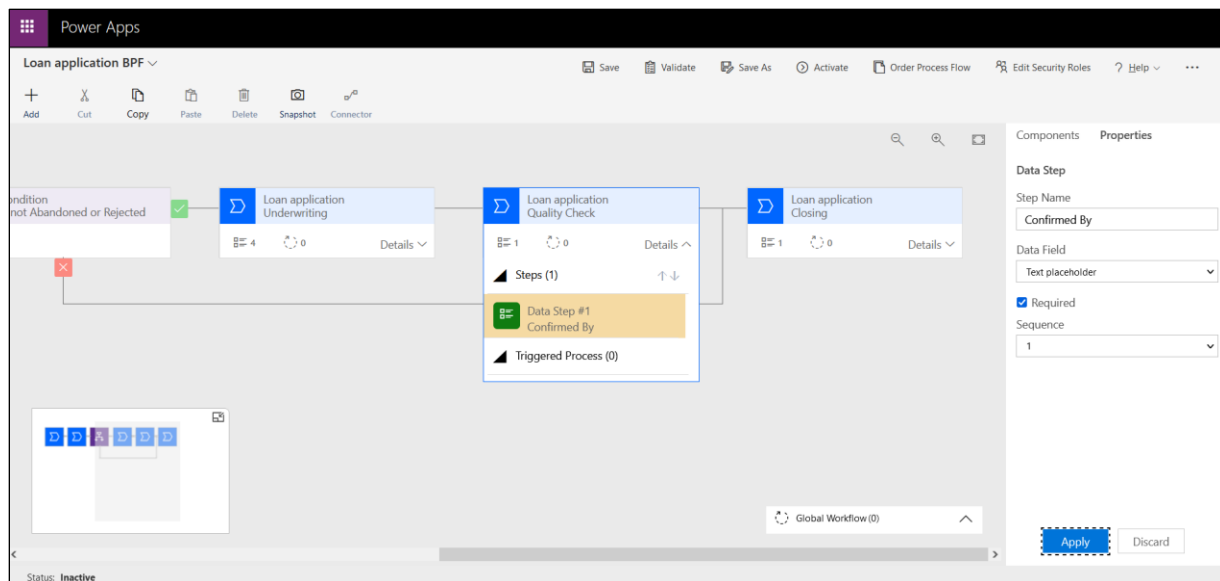 Power Apps
Loan application BPF
Save
Validate
Save As
Activate
Order Process Flow
Edit Security Roles
? Help
...
Add
Cut
Copy
Paste
Delete
Snapshot
Connector
ndition
not Abandoned or Rejected
Loan application
Underwriting
4
0
Details
Loan application
Quality Check
1
0
Details
Steps (1)
Data Step #1
Confirmed By
Triggered Process (0)
Loan application
Closing
1
0
Details
Global Workflow (0)
Components Properties
Data Step
Step Name
Confirmed By
Data Field
Text placeholder
Required
Sequence
1
Apply
Discard
Status: Inactive